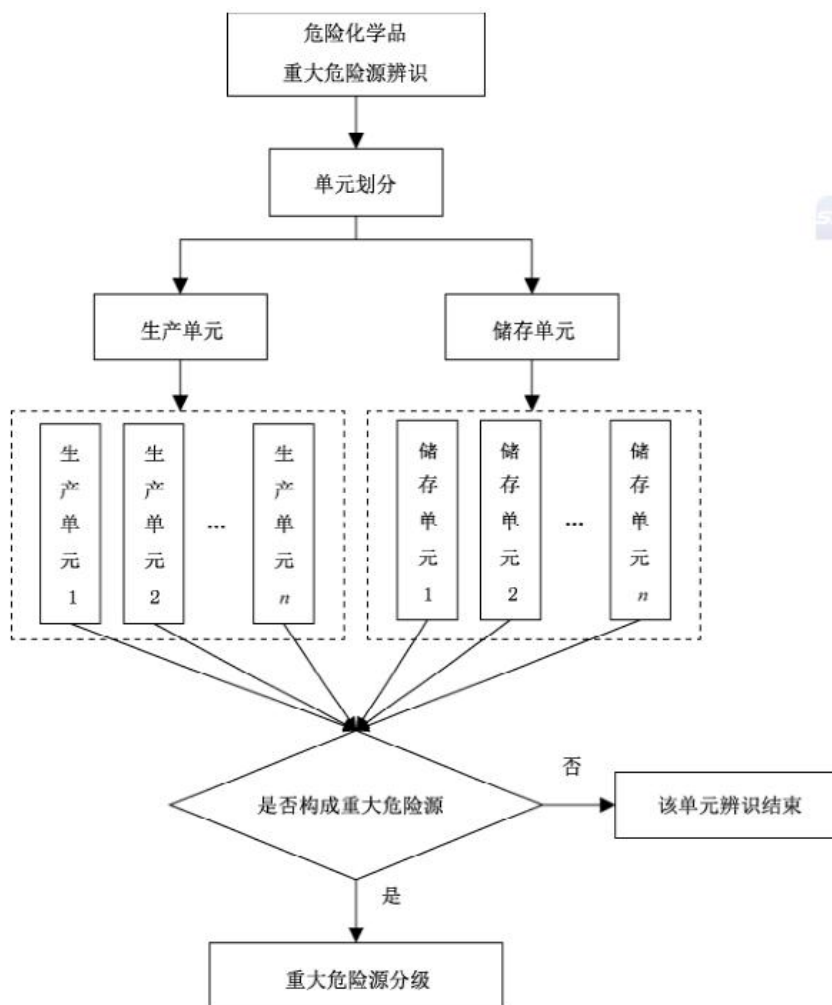 危险化学品
重大危险源辨识
单元划分
生产单元
储存单元
生产单元1
生产单元2
...
生产单元n
储存单元1
储存单元2
...
储存单元n
是否构成重大危险源
否
该单元辨识结束
是
重大危险源分级